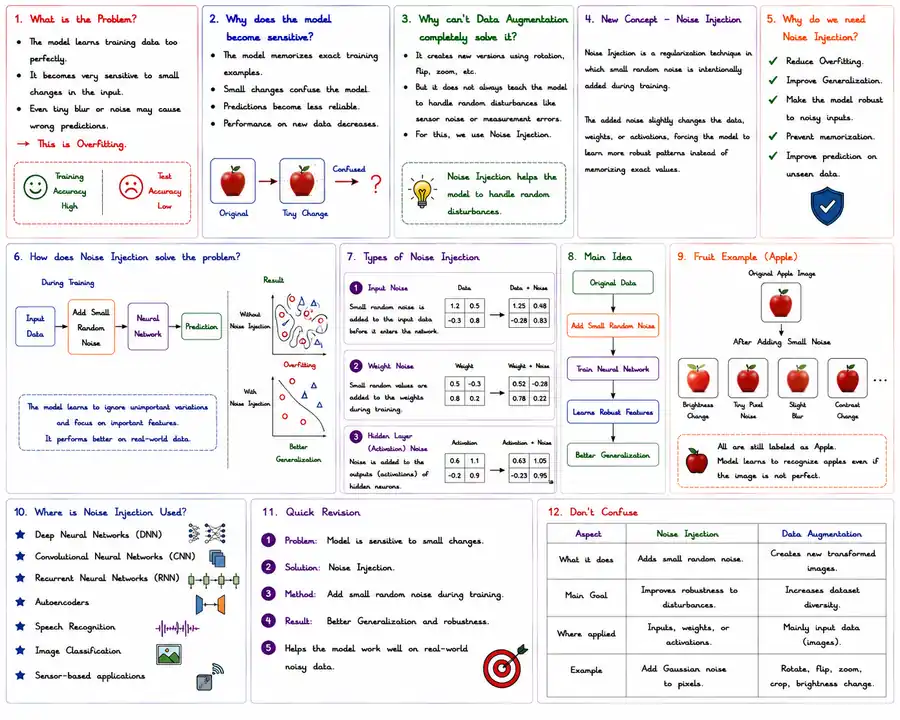 1. What is the Problem?
• The model learns training data too
perfectly.
• It becomes very sensitive to small
changes in the input.
• Even tiny blur or noise may cause
wrong predictions.
→ This is Overfitting.
Training
Accuracy
High
Test
Accuracy
Low
2. Why does the model
become sensitive?
• The model memorizes exact training
examples.
• Small changes confuse the model.
• Predictions become less reliable.
• Performance on new data decreases.
Confused
?
Original
Tiny Change
3. Why can't Data Augmentation
completely solve it?
• It creates new versions using rotation,
flip, zoom, etc.
• But it does not always teach the model
to handle random disturbances like
sensor noise or measurement errors.
• For this, we use Noise Injection.
Noise Injection helps the
model to handle random
disturbances.
4. New Concept – Noise Injection
Noise Injection is a regularization technique in
which small random noise is intentionally
added during training.
The added noise slightly changes the data,
weights, or activations, forcing the model to
learn more robust patterns instead of
memorizing exact values.
5. Why do we need
Noise Injection?
✓ Reduce Overfitting.
✓ Improve Generalization.
✓ Make the model robust
to noisy inputs.
✓ Prevent memorization.
✓ Improve prediction on
unseen data.
6. How does Noise Injection solve the problem?
During Training
Input
Data
Add Small
Random
Noise
Neural
Network
Prediction
The model learns to ignore unimportant variations
and focus on important features.
It performs better on real-world data.
Result
Without
Noise Injection
Overfitting
With
Noise Injection
Better
Generalization
7. Types of Noise Injection
1 Input Noise
Small random noise is
added to the input data
before it enters the network.
Data
1.2 0.5
-0.3 0.8
Data + Noise
1.25 0.48
-0.28 0.83
2 Weight Noise
Small random values are
added to the weights
during training.
Weight
0.5 -0.3
0.8 0.2
Weight + Noise
0.52 -0.28
0.78 0.22
3 Hidden Layer
(Activation) Noise
Noise is added to the
outputs (activations) of
hidden neurons.
Activation
0.6 1.1
-0.2 0.9
Activation + Noise
0.63 1.05
-0.23 0.95
8. Main Idea
Original Data
Add Small Random Noise
Train Neural Network
Learns Robust Features
Better Generalization
9. Fruit Example (Apple)
Original Apple Image
After Adding Small Noise
Brightness
Change
Tiny Pixel
Noise
Slight
Blur
Contrast
Change
...
All are still labeled as Apple.
Model learns to recognize apples even if
the image is not perfect.
10. Where is Noise Injection Used?
Deep Neural Networks (DNN)
Convolutional Neural Networks (CNN)
Recurrent Neural Networks (RNN)
Autoencoders
Speech Recognition
Image Classification
Sensor-based applications
11. Quick Revision
1 Problem: Model is sensitive to small changes.
2 Solution: Noise Injection.
3 Method: Add small random noise during training.
4 Result: Better Generalization and robustness.
5 Helps the model work well on real-world
noisy data.
12. Don't Confuse
Aspect Noise Injection Data Augmentation
What it does
Adds small random noise.
Creates new transformed
images.
Main Goal
Improves robustness to
disturbances.
Increases dataset
diversity.
Where applied
Inputs, weights, or
activations.
Mainly input data
(images).
Example
Add Gaussian noise
to pixels.
Rotate, flip, zoom,
crop, brightness change.